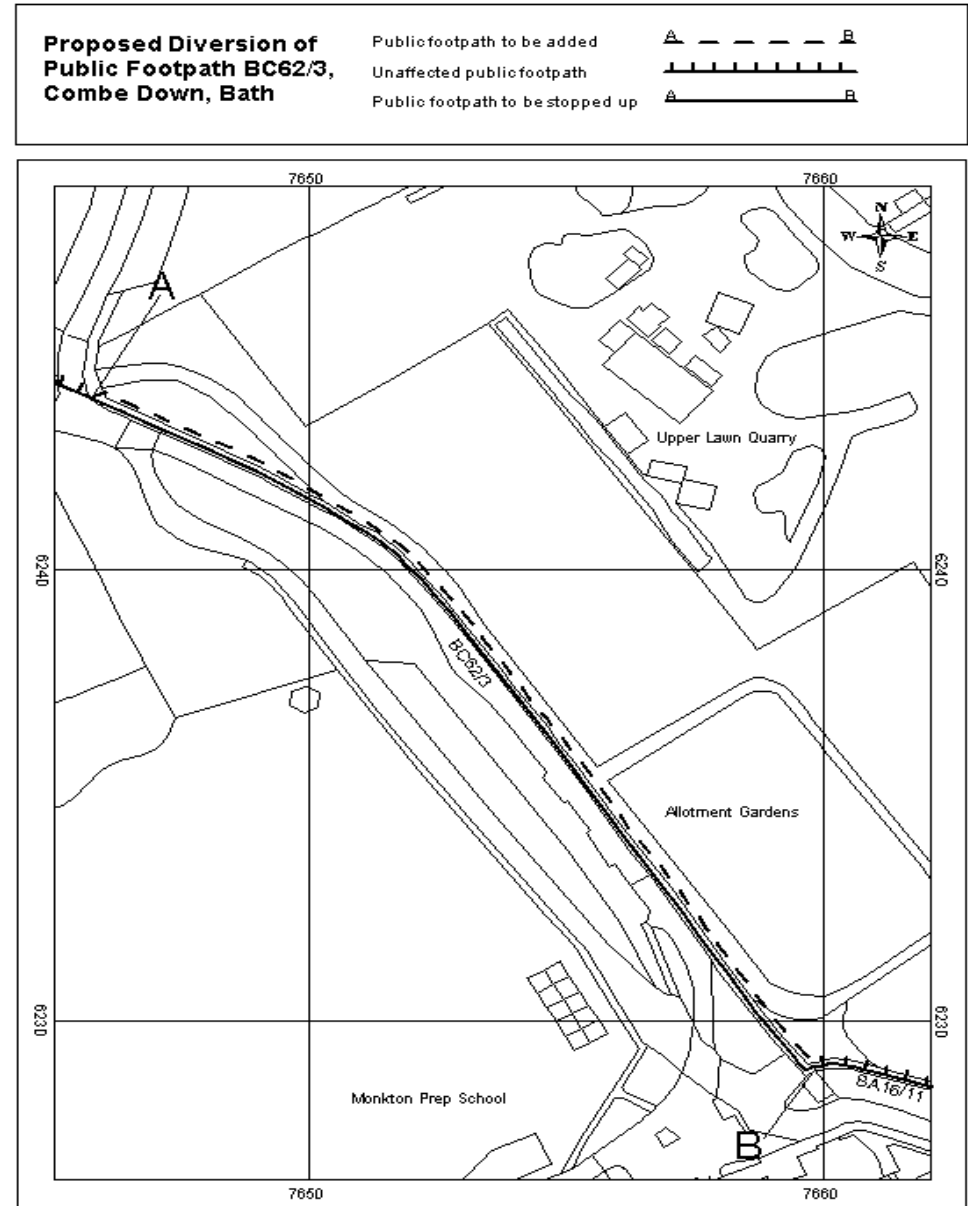 Proposed Diversion of
Public Footpath BC62/3,
Combe Down, Bath
Public footpath to be added
A B
Unaffected public footpath
Public footpath to be stopped up
A B
7650
7660
N
W E
S
A
Upper Lawn Quarry
6240
6240
BC62/3
Allotment Gardens
6230
6230
BA16/11
Monkton Prep School
B
7650
7660